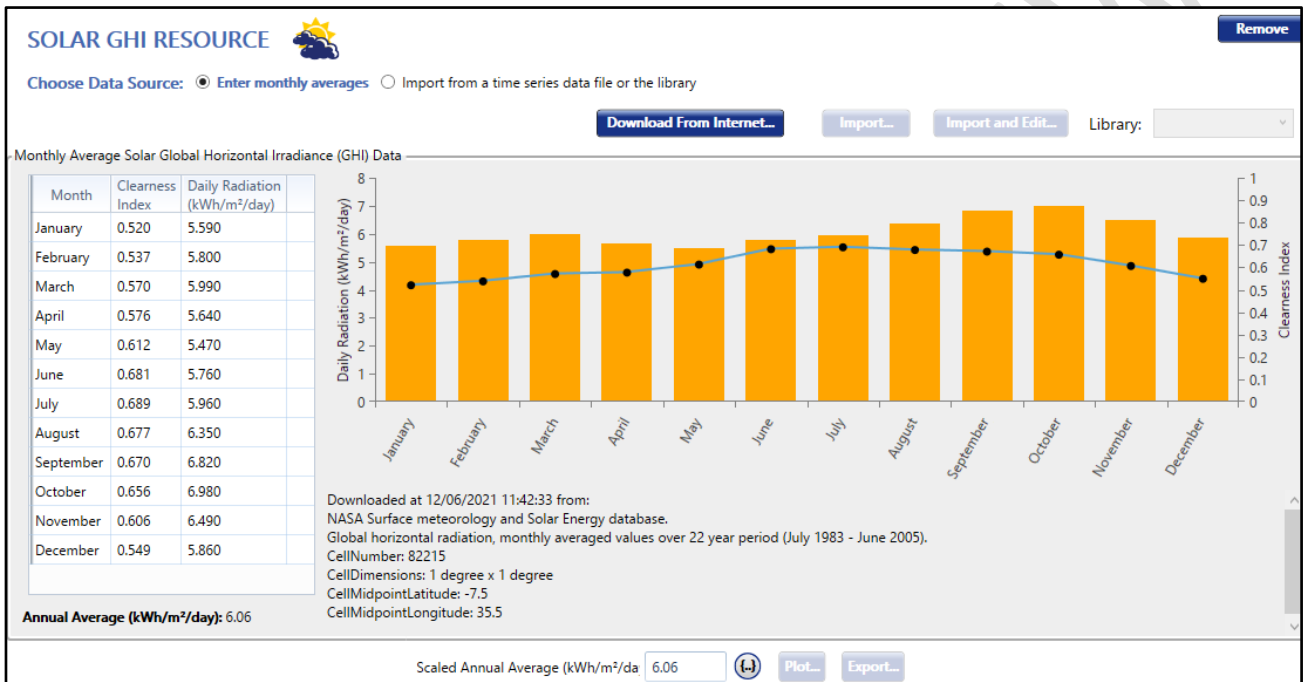 SOLAR GHI RESOURCE
Remove
Choose Data Source: Enter monthly averages Import from a time series data file or the library
Download From Internet... Import... Import and Edit... Library:
Monthly Average Solar Global Horizontal Irradiance (GHI) Data
Month Clearness Index Daily Radiation (kWh/m²/day)
January 0.520 5.590
February 0.537 5.800
March 0.570 5.990
April 0.576 5.640
May 0.612 5.470
June 0.681 5.760
July 0.689 5.960
August 0.677 6.350
September 0.670 6.820
October 0.656 6.980
November 0.606 6.490
December 0.549 5.860
Annual Average (kWh/m²/day): 6.06
Daily Radiation (kWh/m²/day)
8
7
6
5
4
3
2
1
0
1
0.9
0.8
0.7
0.6
0.5
0.4
0.3
0.2
0.1
0
Clearness Index
January February March April May June July August September October November December
Downloaded at 12/06/2021 11:42:33 from:
NASA Surface meteorology and Solar Energy database.
Global horizontal radiation, monthly averaged values over 22 year period (July 1983 - June 2005).
CellNumber: 82215
CellDimensions: 1 degree x 1 degree
CellMidpointLatitude: -7.5
CellMidpointLongitude: 35.5
Scaled Annual Average (kWh/m²/da 6.06 {..} Plot... Export...